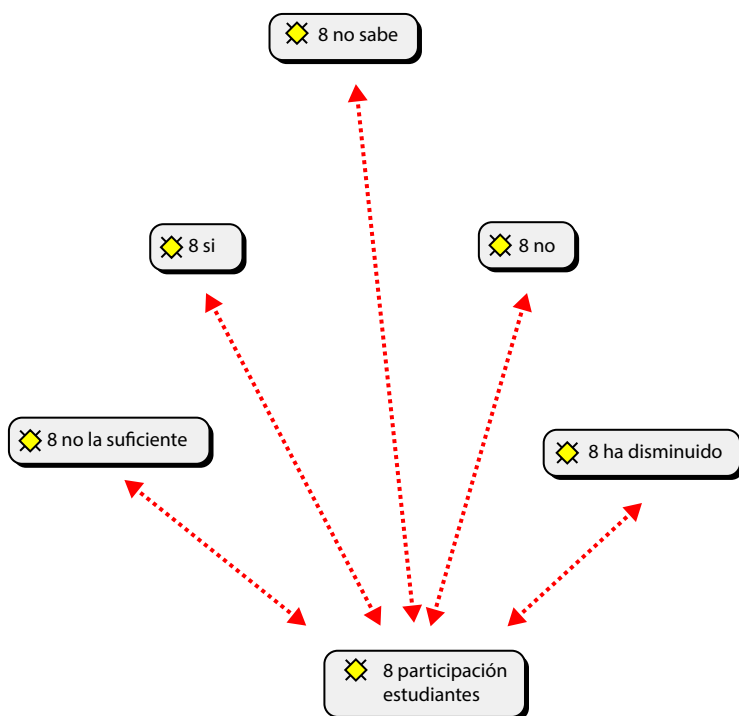 8 no sabe
8 si
8 no
8 no la suficiente
8 ha disminuido
8 participación
estudiantes